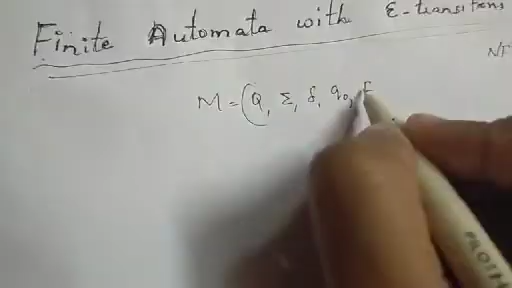 Finite Automata with ε-transitions
NF
M = (Q, Σ, δ, q₀, F